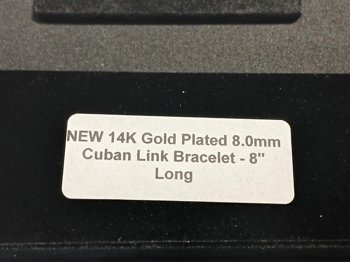 NEW 14K Gold Plated 8.0mm
Cuban Link Bracelet - 8"
Long